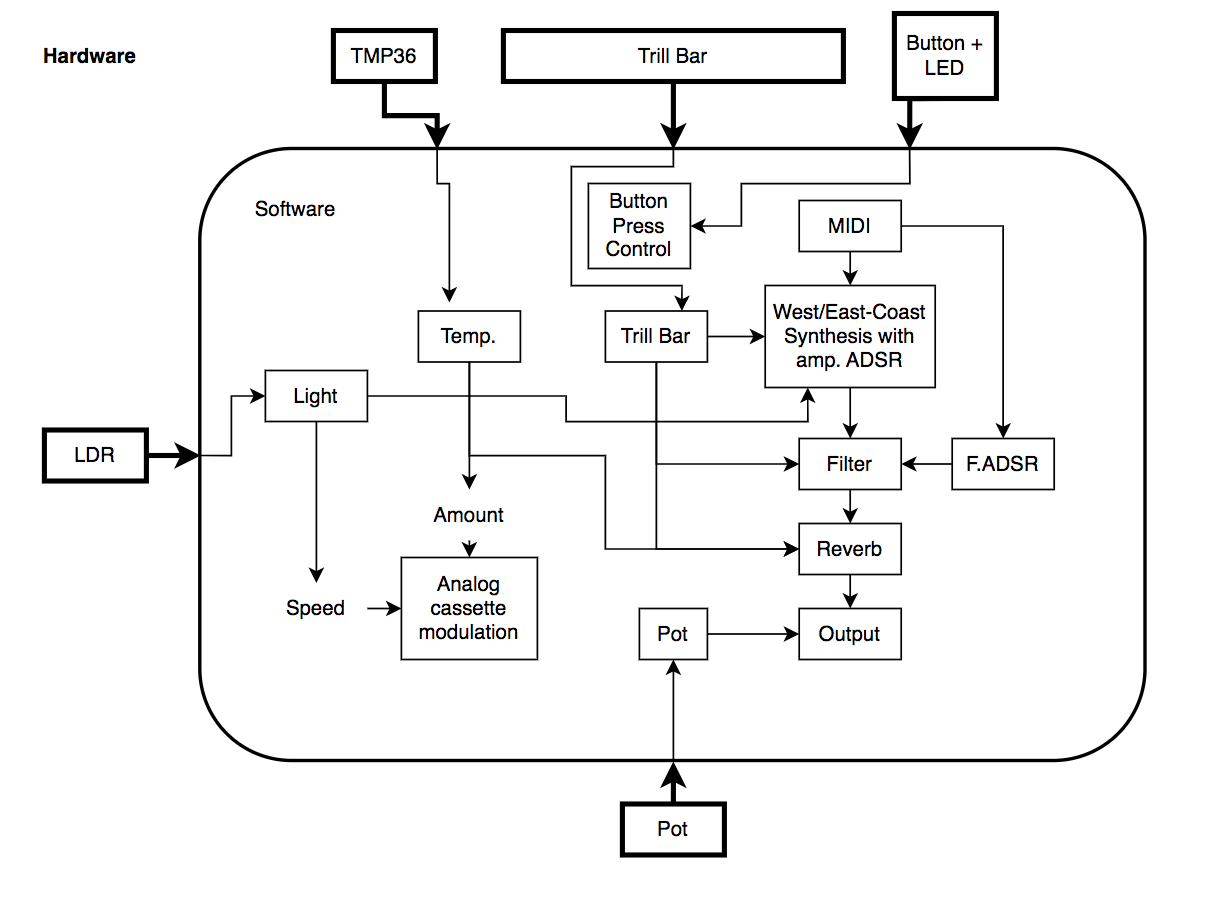 Hardware
TMP36
Trill Bar
Button +
LED
Software
Button
Press
Control
MIDI
West/East-Coast
Synthesis with
amp. ADSR
Temp.
Trill Bar
Light
LDR
Filter
F.ADSR
Amount
Reverb
Analog
cassette
modulation
Speed
Pot
Output
Pot